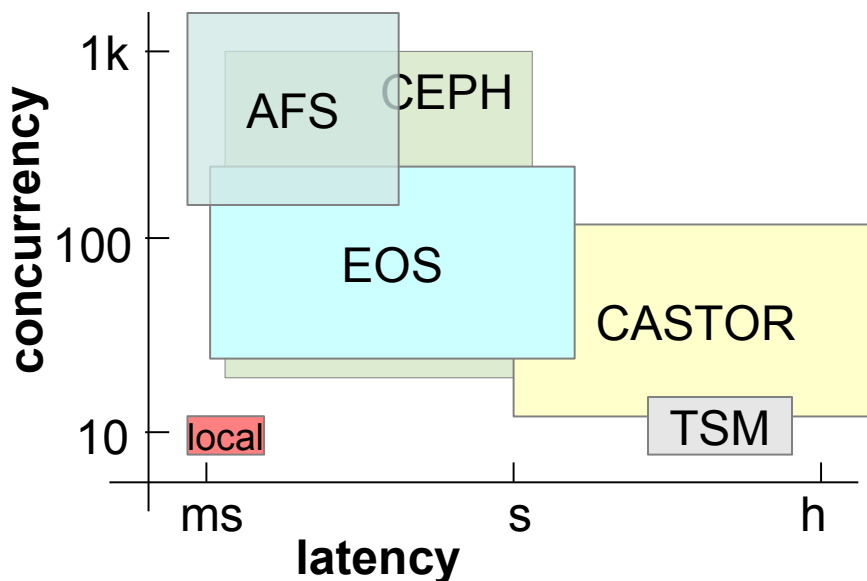 concurrency
1k
100
10
AFS
CEPH
EOS
CASTOR
local
TSM
ms
s
h
latency